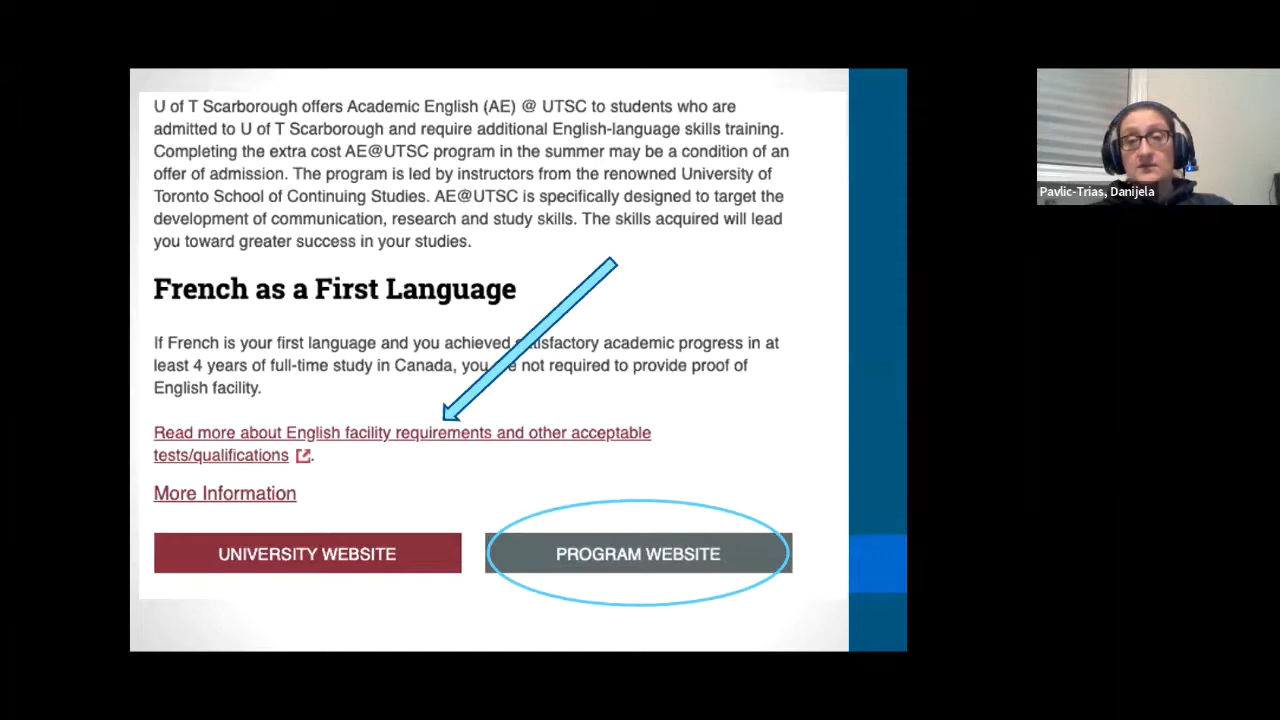 U of T Scarborough offers Academic English (AE) @ UTSC to students who are
admitted to U of T Scarborough and require additional English-language skills training.
Completing the extra cost AE@UTSC program in the summer may be a condition of an
offer of admission. The program is led by instructors from the renowned University of
Toronto School of Continuing Studies. AE@UTSC is specifically designed to target the
development of communication, research and study skills. The skills acquired will lead
you toward greater success in your studies.
French as a First Language
If French is your first language and you achieved satisfactory academic progress in at
least 4 years of full-time study in Canada, you are not required to provide proof of
English facility.
Read more about English facility requirements and other acceptable
tests/qualifications.
More Information
UNIVERSITY WEBSITE PROGRAM WEBSITE
Pavlic-Trias, Danijela